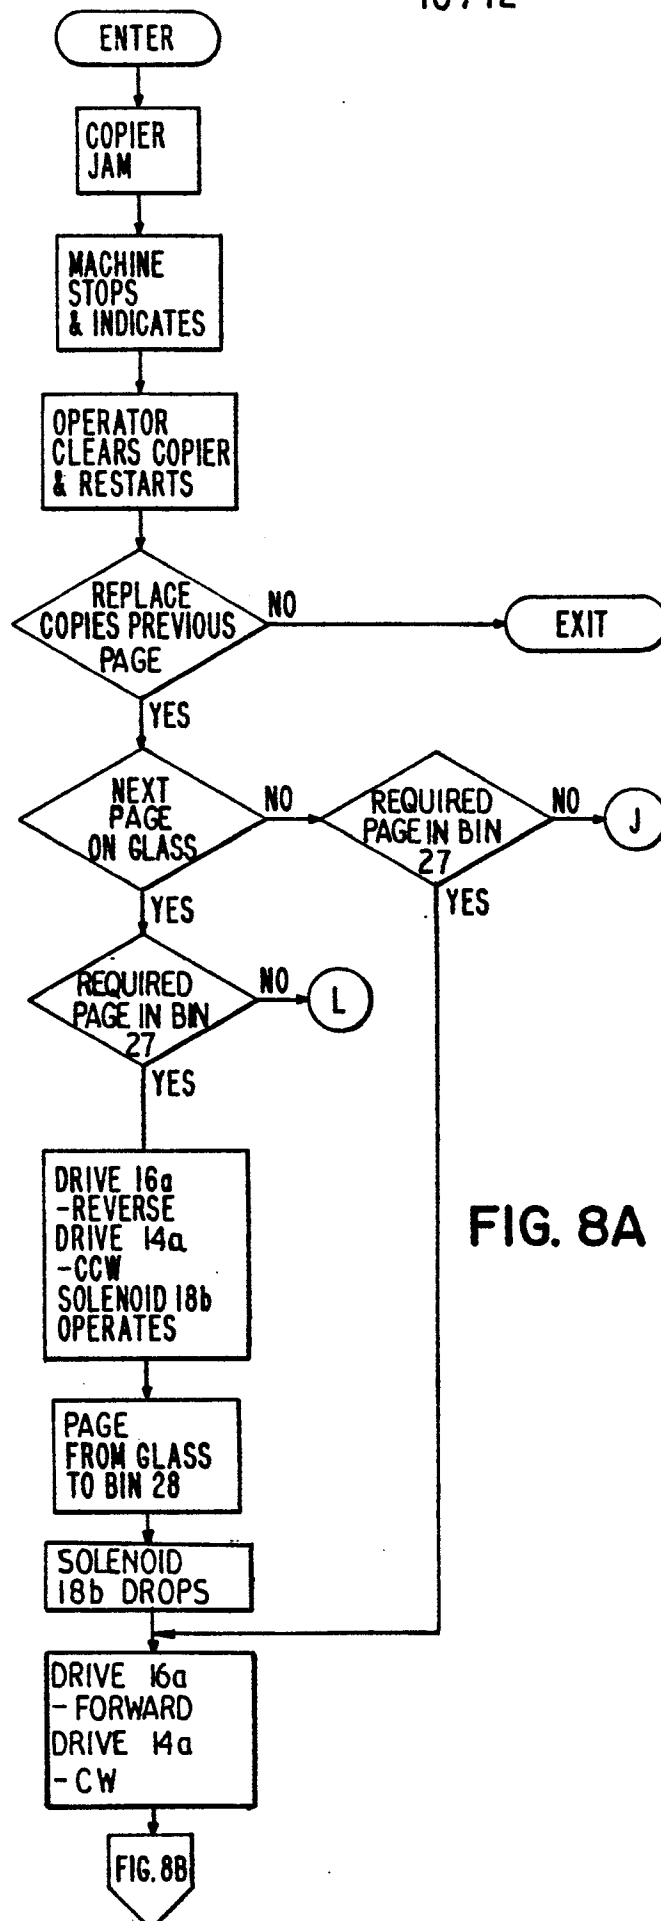 ENTER
COPIER
JAM
MACHINE
STOPS
& INDICATES
OPERATOR
CLEARS COPIER
& RESTARTS
REPLACE
COPIES PREVIOUS
PAGE
NO
EXIT
YES
NEXT
PAGE
ON GLASS
NO
REQUIRED
PAGE IN BIN
27
NO
J
YES
YES
REQUIRED
PAGE IN BIN
27
NO
L
YES
DRIVE 16a
-REVERSE
DRIVE 14a
-CCW
SOLENOID 18b
OPERATES
FIG. 8A
PAGE
FROM GLASS
TO BIN 28
SOLENOID
18b DROPS
DRIVE 16a
- FORWARD
DRIVE 14a
- CW
FIG. 8B